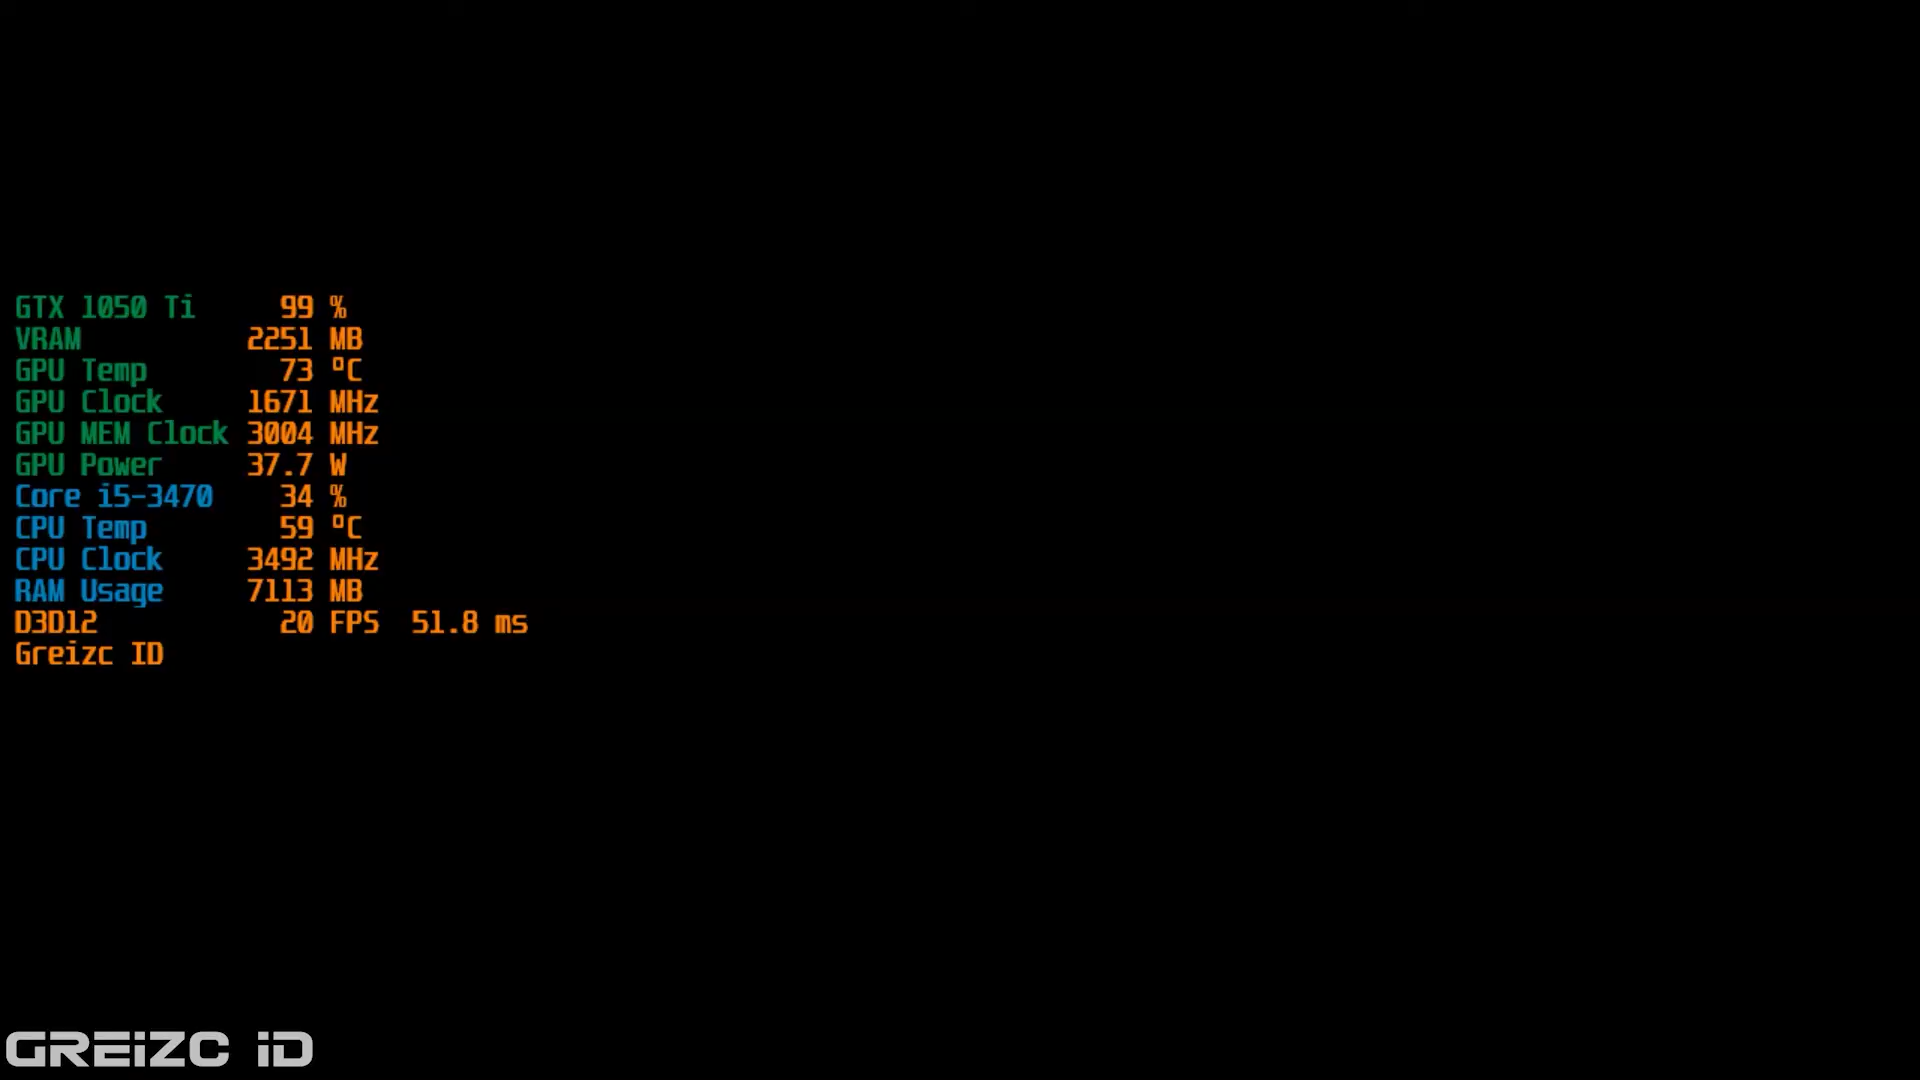 GTX 1050 Ti 99 %
VRAM 2251 MB
GPU Temp 73 °C
GPU Clock 1671 MHz
GPU MEM Clock 3004 MHz
GPU Power 37.7 W
Core i5-3470 34 %
CPU Temp 59 °C
CPU Clock 3492 MHz
RAM Usage 7113 MB
D3D12 20 FPS 51.8 ms
Greizc ID
GREiZC iD